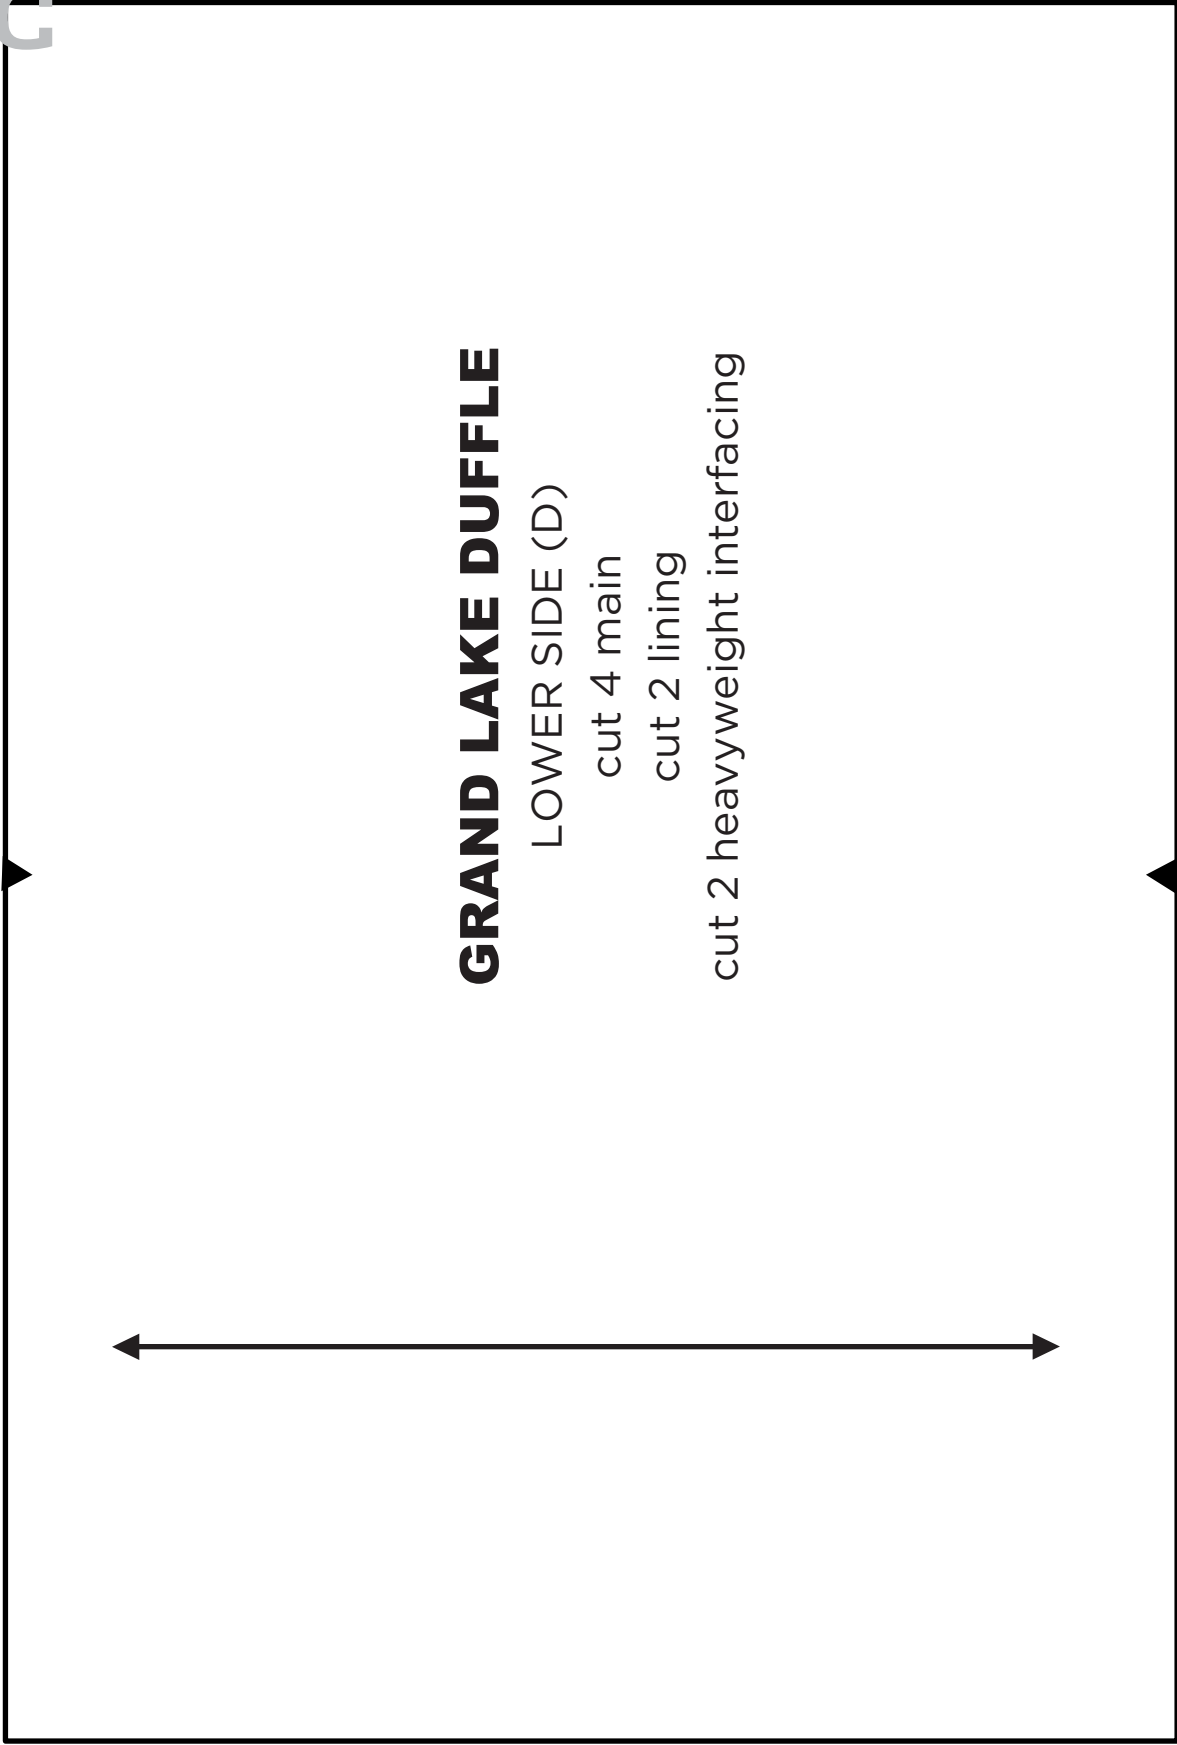 GRAND LAKE DUFFLE
LOWER SIDE (D)
cut 4 main
cut 2 lining
cut 2 heavyweight interfacing